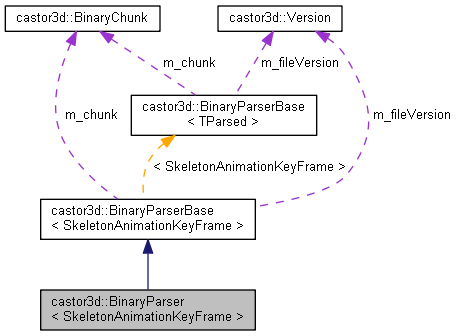 castor3d::BinaryChunk
castor3d::Version
m_chunk
m_fileVersion
castor3d::BinaryParserBase
< TParsed >
m_chunk
m_fileVersion
< SkeletonAnimationKeyFrame >
castor3d::BinaryParserBase
< SkeletonAnimationKeyFrame >
castor3d::BinaryParser
< SkeletonAnimationKeyFrame >